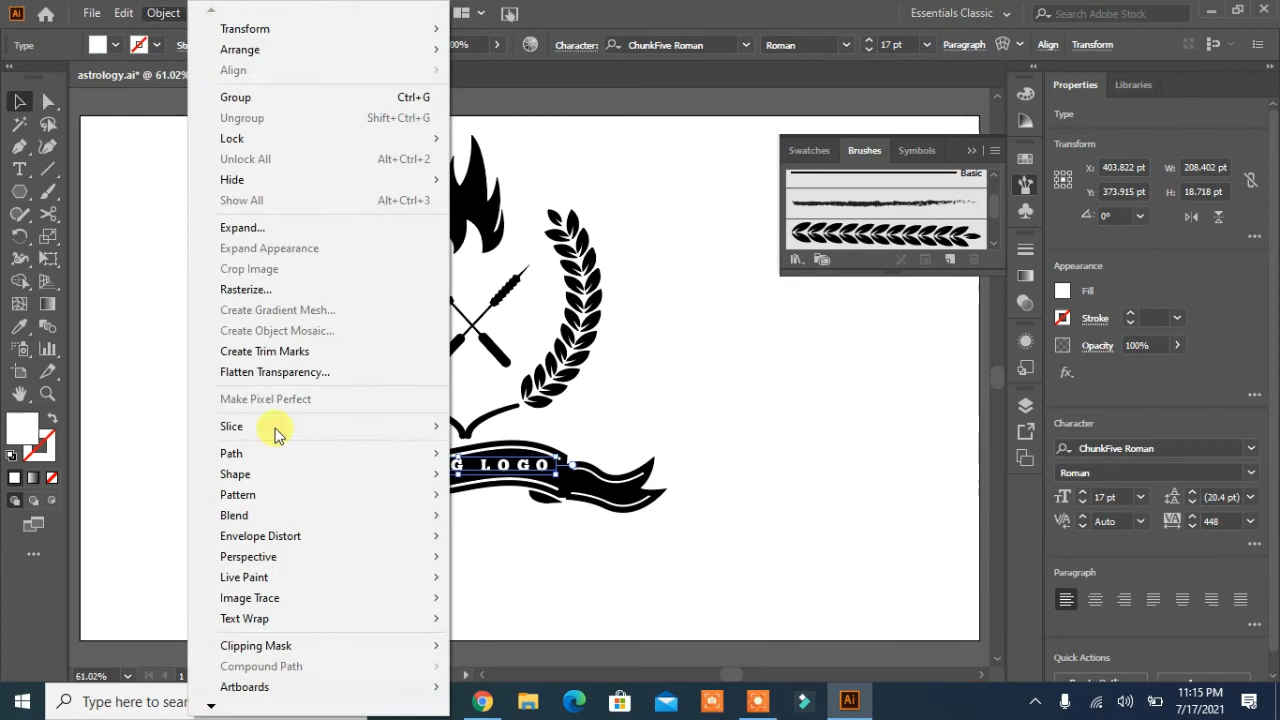 Ai File Edit Object Essentials Classic Search Adobe Stock
Type St 00% Character: ChunkFive Roman Roman 17 pt Paragraph Align Transform
astrology.ai* @ 61.02%
Transform
Arrange
Align
Group Ctrl+G
Ungroup Shift+Ctrl+G
Lock
Unlock All Alt+Ctrl+2
Hide
Show All Alt+Ctrl+3
Expand...
Expand Appearance
Crop Image
Rasterize...
Create Gradient Mesh...
Create Object Mosaic...
Create Trim Marks
Flatten Transparency...
Make Pixel Perfect
Slice
Path
Shape
Pattern
Blend
Envelope Distort
Perspective
Live Paint
Image Trace
Text Wrap
Clipping Mask
Compound Path
Artboards
G LOGO
Swatches Brushes Symbols
Basic
Properties Libraries
Type
Transform
X: 403.822 pt W: 208.402 pt
Y: 373.915 pt H: 18.718 pt
0°
Appearance
Fill
Stroke
Opacity 100%
fx.
Character
ChunkFive Roman
Roman
17 pt (20.4 pt)
Auto 448
Paragraph
Quick Actions
61.02% 1
Type here to sear
Ai
11:15 PM
7/17/2021